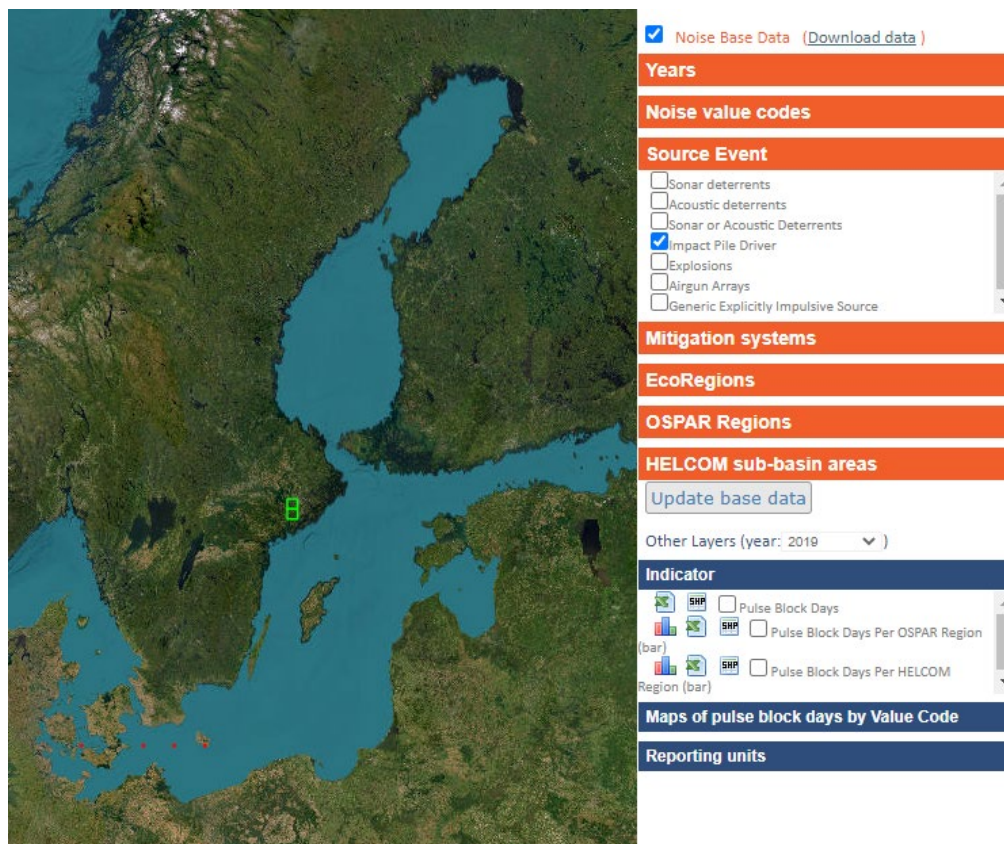 Noise Base Data (Download data )
Years
Noise value codes
Source Event
Sonar deterrents
Acoustic deterrents
Sonar or Acoustic Deterrents
Impact Pile Driver
Explosions
Airgun Arrays
Generic Explicitly Impulsive Source
Mitigation systems
EcoRegions
OSPAR Regions
HELCOM sub-basin areas
Update base data
Other Layers (year: 2019 )
Indicator
SHP Pulse Block Days
SHP Pulse Block Days Per OSPAR Region
(bar)
SHP Pulse Block Days Per HELCOM
Region (bar)
Maps of pulse block days by Value Code
Reporting units